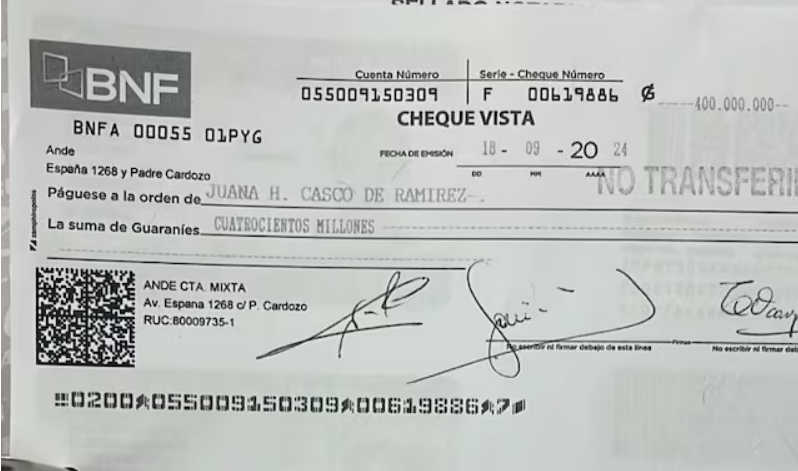 BNF
Cuenta Número
Serie - Cheque Número
055009150309 F 00619886 ₲ -----400.000.000--
CHEQUE VISTA
BNFA 00055 01PYG
FECHA DE EMISIÓN 18 - 09 - 20 24
DD MM AAAA
Ande
España 1268 y Padre Cardozo
NO TRANSFERI
Páguese a la orden de JUANA H. CASCO DE RAMIREZ-.
La suma de Guaraníes CUATROCIENTOS MILLONES
ANDE CTA. MIXTA
Av. Espana 1268 c/ P. Cardozo
RUC:80009735-1
No escribir ni firmar debajo de esta línea
Firmas
No escribir ni firmar deb
⑈0200⑆055009150309⑆00619886⑆7⑈